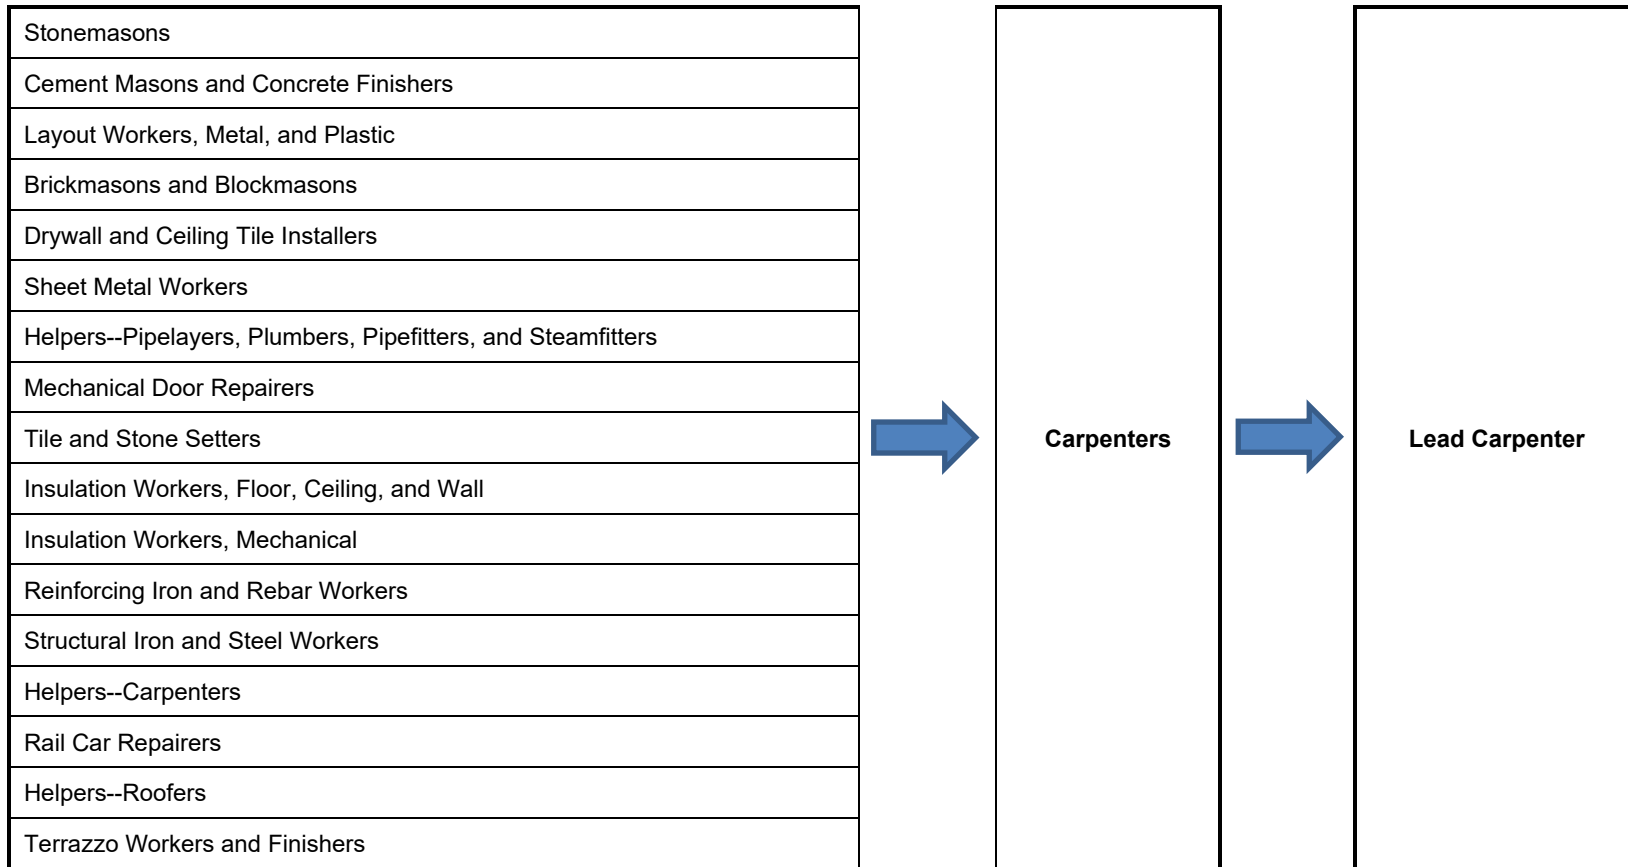 Stonemasons
Cement Masons and Concrete Finishers
Layout Workers, Metal, and Plastic
Brickmasons and Blockmasons
Drywall and Ceiling Tile Installers
Sheet Metal Workers
Helpers--Pipelayers, Plumbers, Pipefitters, and Steamfitters
Mechanical Door Repairers
Tile and Stone Setters
Insulation Workers, Floor, Ceiling, and Wall
Insulation Workers, Mechanical
Reinforcing Iron and Rebar Workers
Structural Iron and Steel Workers
Helpers--Carpenters
Rail Car Repairers
Helpers--Roofers
Terrazzo Workers and Finishers
Carpenters
Lead Carpenter